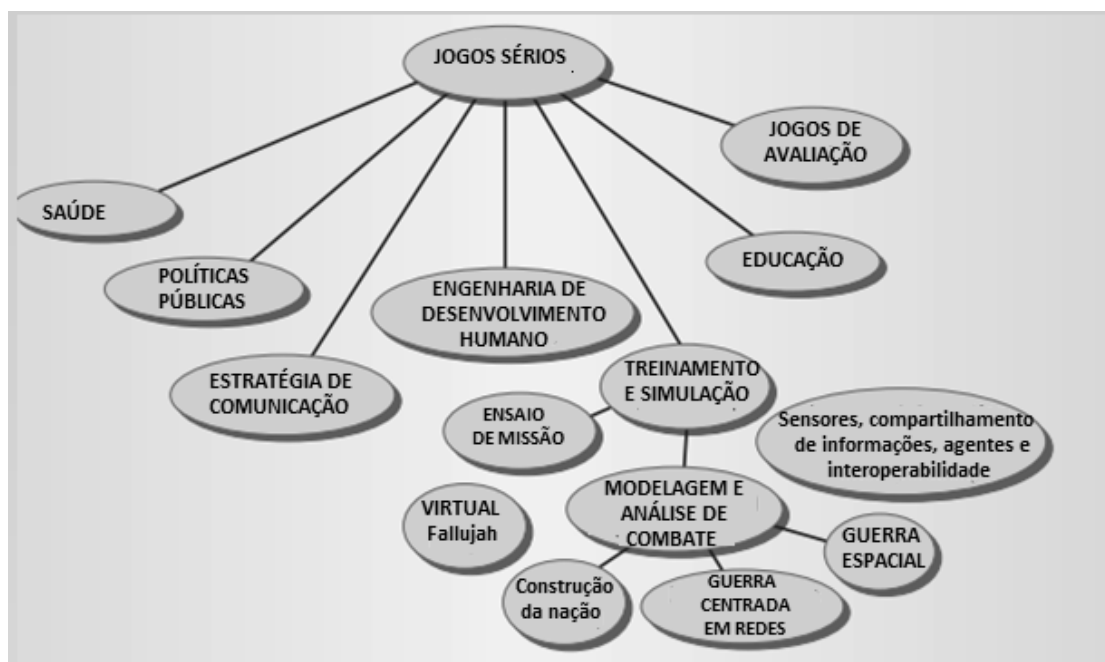 JOGOS SÉRIOS
JOGOS DE
AVALIAÇÃO
SAÚDE
EDUCAÇÃO
POLÍTICAS
PÚBLICAS
ENGENHARIA DE
DESENVOLVIMENTO
HUMANO
ESTRATÉGIA DE
COMUNICAÇÃO
TREINAMENTO
E SIMULAÇÃO
ENSAIO
DE MISSÃO
Sensores, compartilhamento
de informações, agentes e
interoperabilidade
MODELAGEM E
ANÁLISE DE
COMBATE
VIRTUAL
Fallujah
GUERRA
ESPACIAL
Construção
da nação
GUERRA
CENTRADA
EM REDES